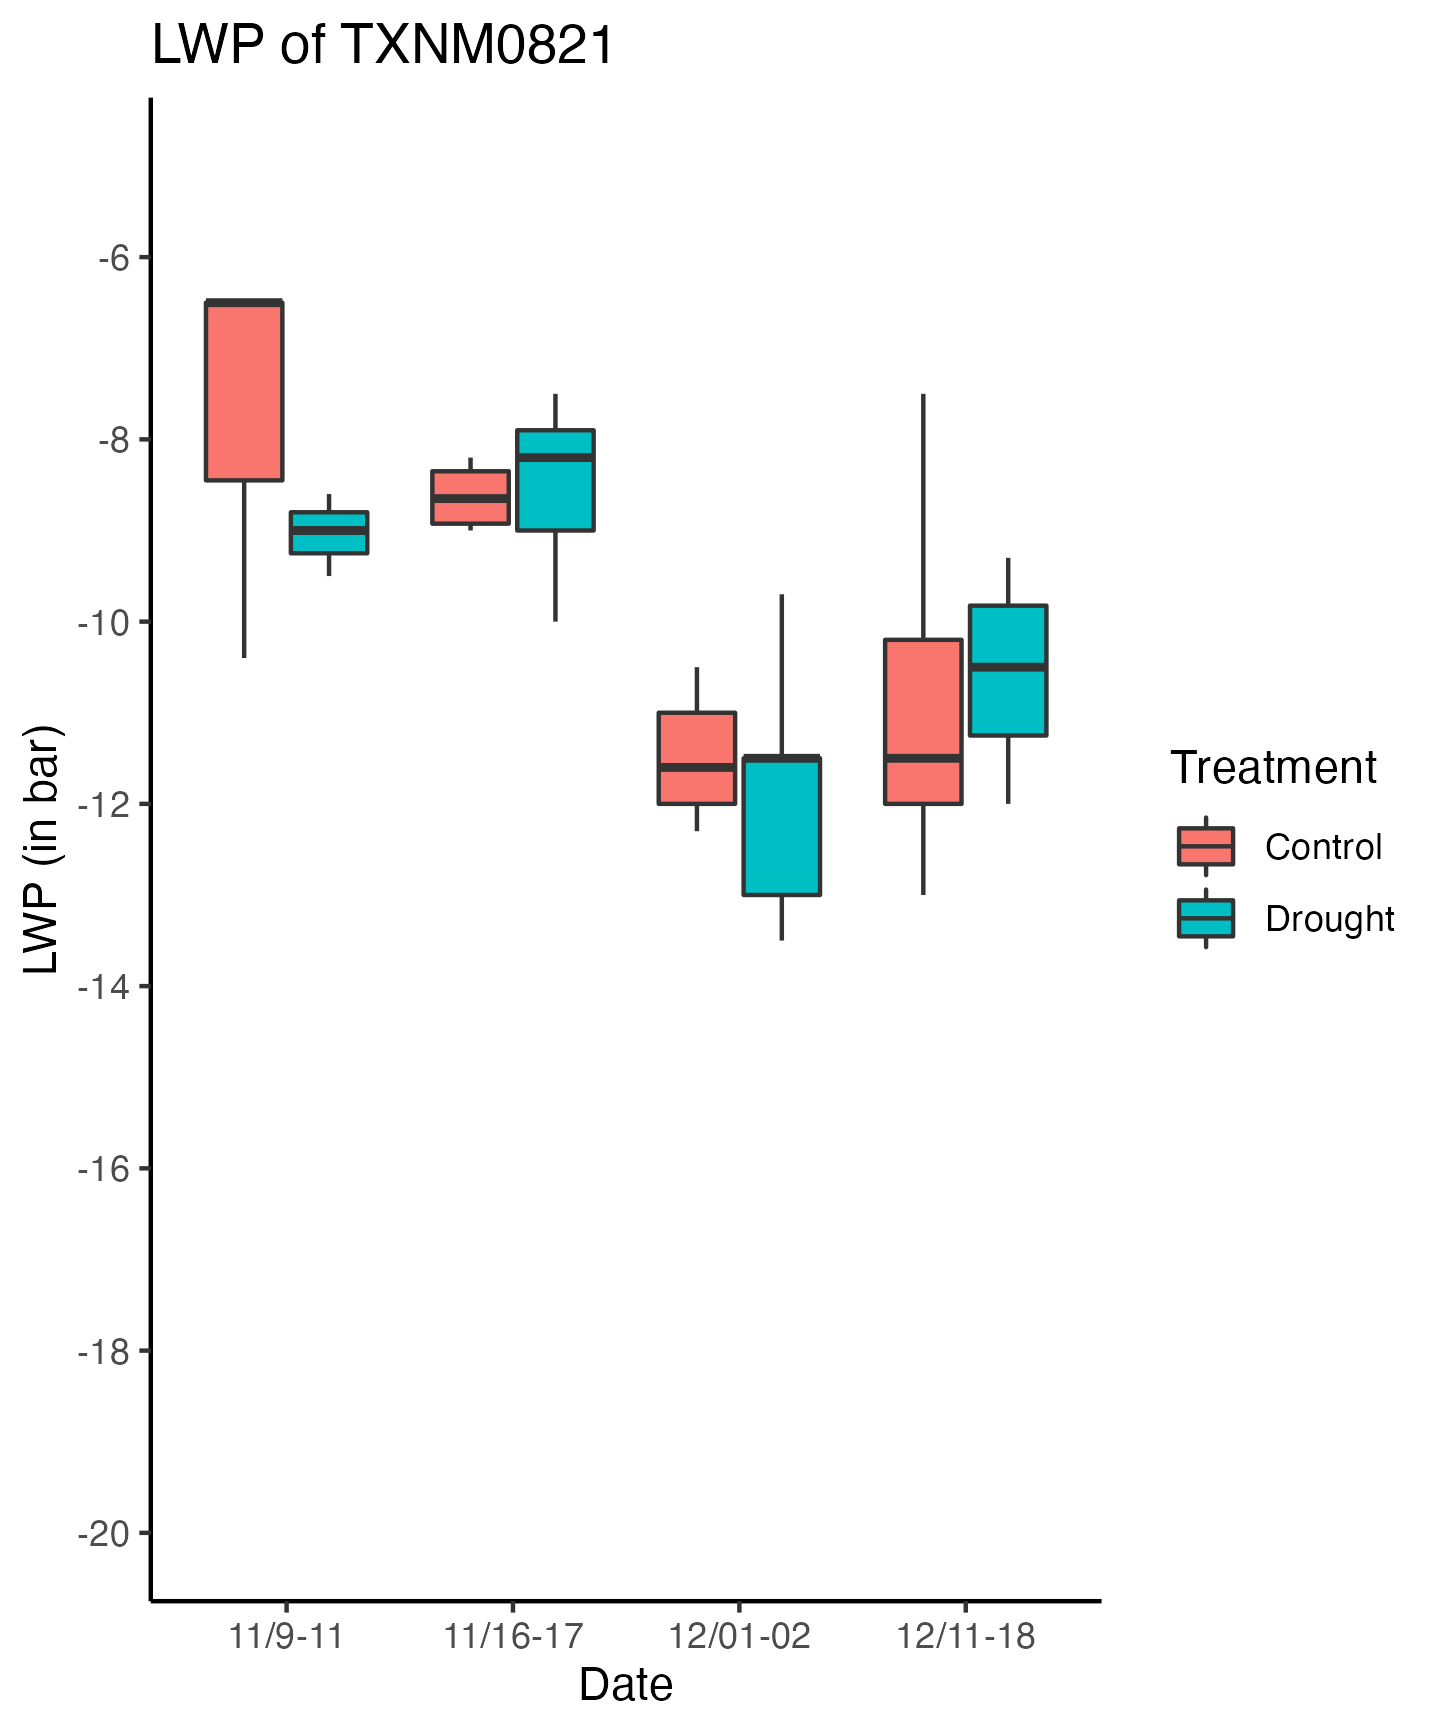 LWP of TXNM0821
LWP (in bar)
-6
-8
-10
-12
-14
-16
-18
-20
11/9-11
11/16-17
12/01-02
12/11-18
Date
Treatment
Control
Drought